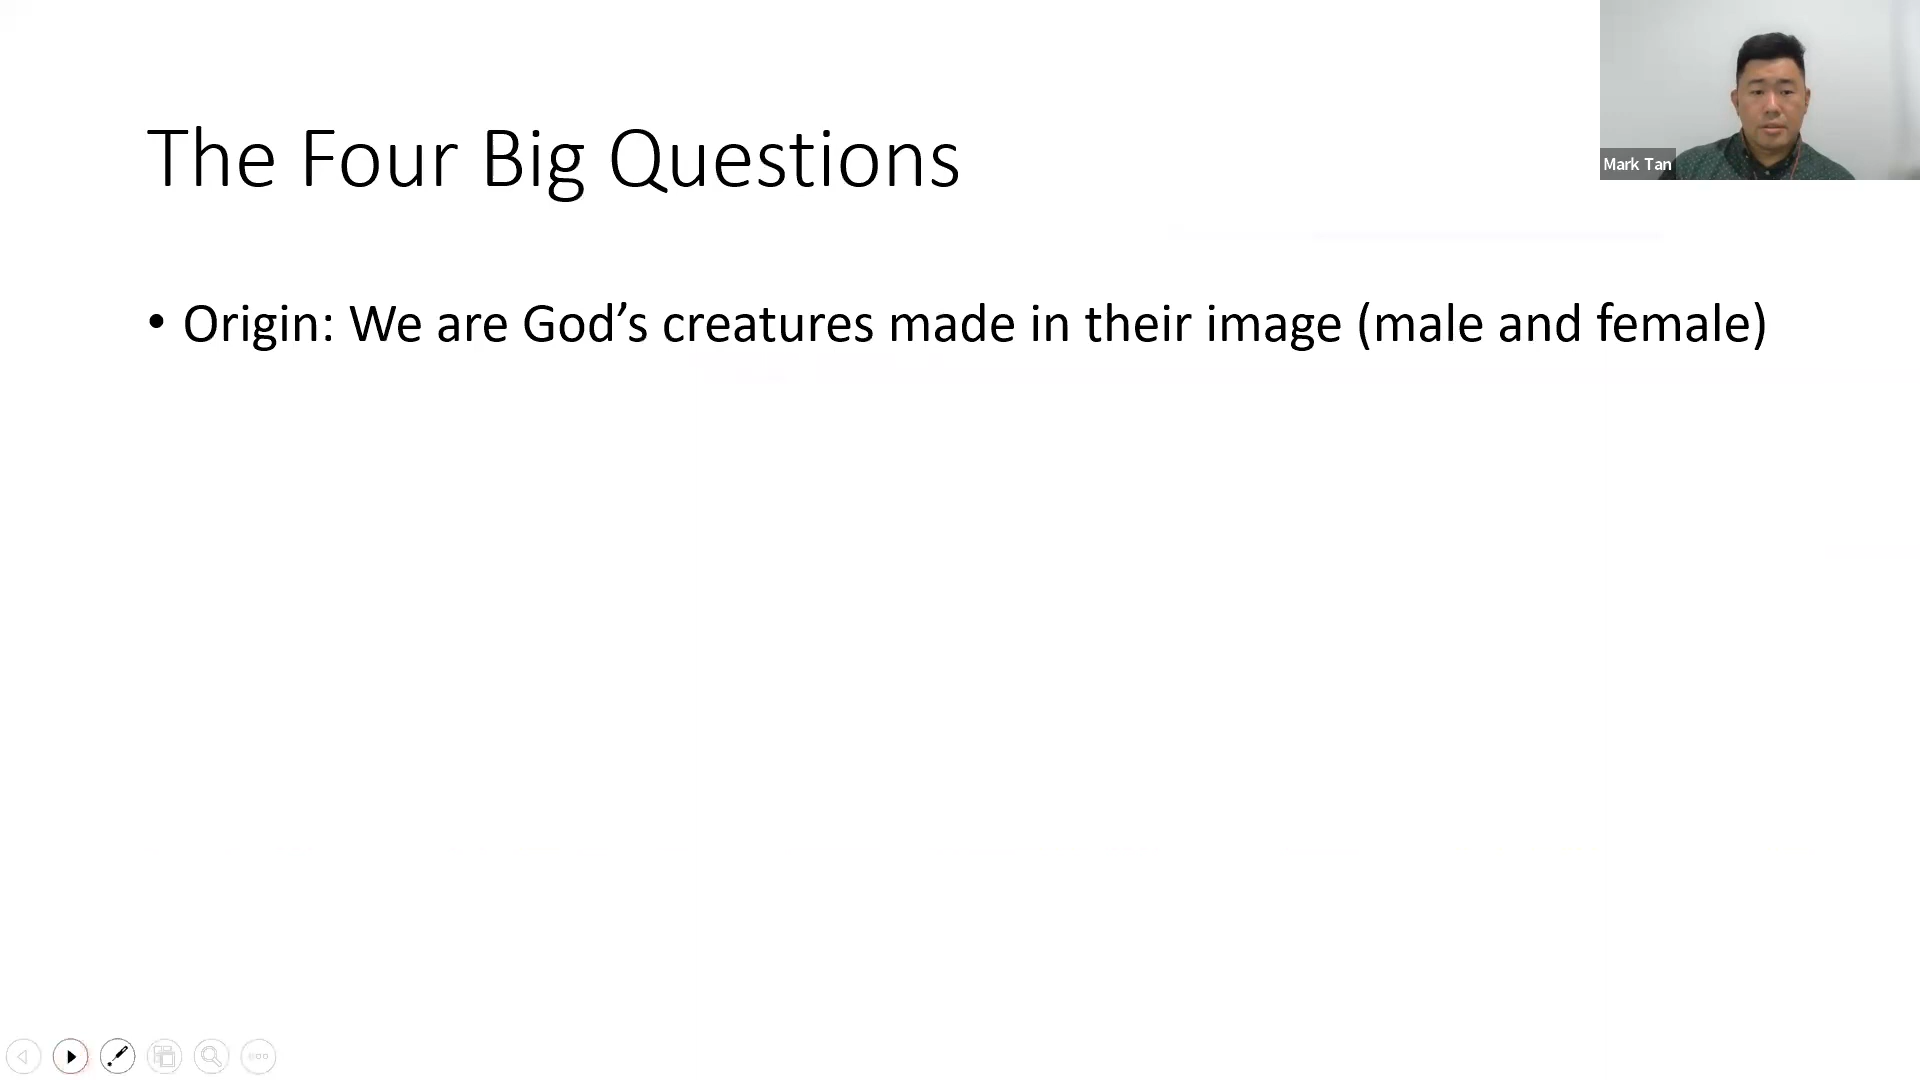 The Four Big Questions
Mark Tan
• Origin: We are God’s creatures made in their image (male and female)